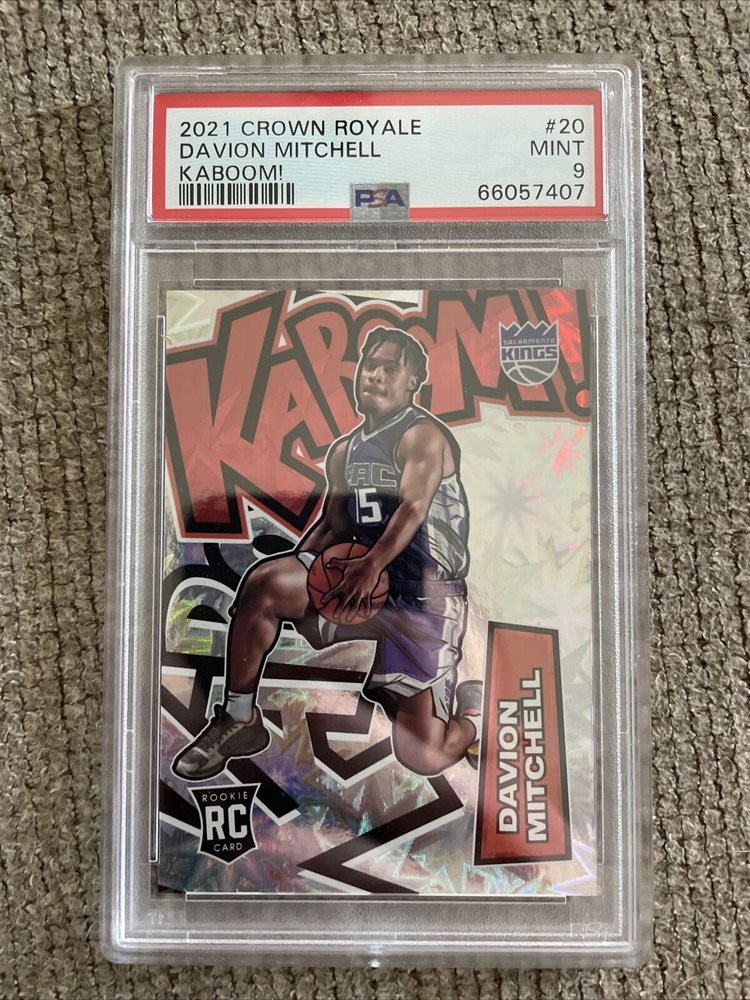 2021 CROWN ROYALE #20
DAVION MITCHELL MINT
KABOOM! 9
PSA 66057407
KABOOM!
SACRAMENTO
KINGS
SAC
15
DAVION
MITCHELL
ROOKIE
RC
CARD